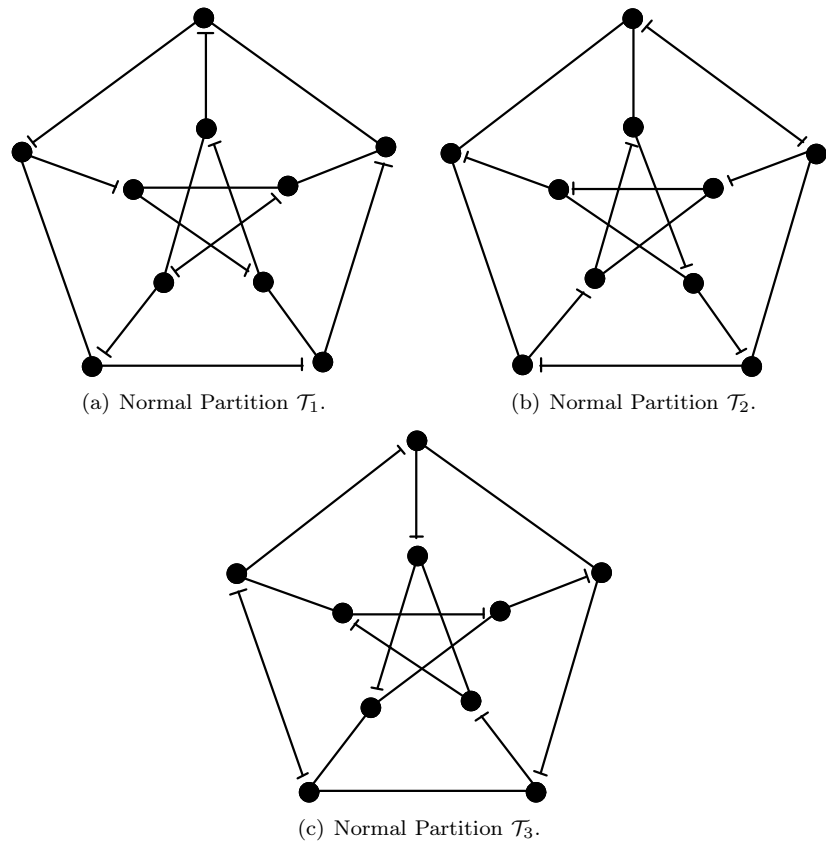 (a) Normal Partition 𝒯₁.
(b) Normal Partition 𝒯₂.
(c) Normal Partition 𝒯₃.